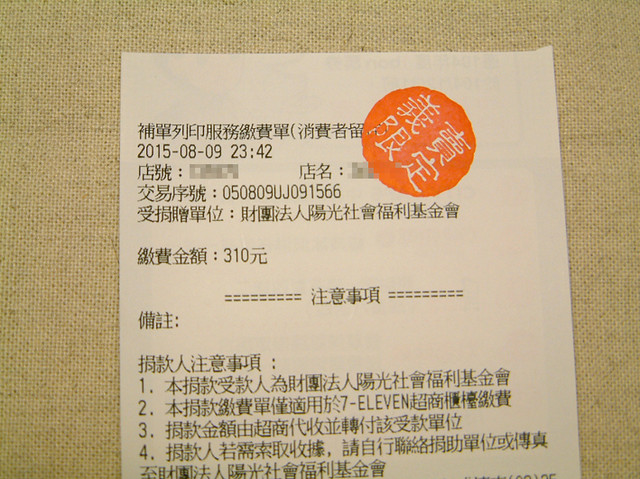 補單列印服務繳費單(消費者留
2015-08-09 23:42
店號： 店名：
交易序號：050809UJ091566
受捐贈單位：財團法人陽光社會福利基金會
繳費金額：310元
========= 注意事項 =========
備註:
捐款人注意事項：
1. 本捐款受款人為財團法人陽光社會福利基金會
2. 本捐款繳費單僅適用於7-ELEVEN超商櫃檯繳費
3. 捐款金額由超商代收並轉付該受款單位
4. 捐款人若需索取收據，請自行聯絡捐助單位或傳真
至財團法人陽光社會福利基金會